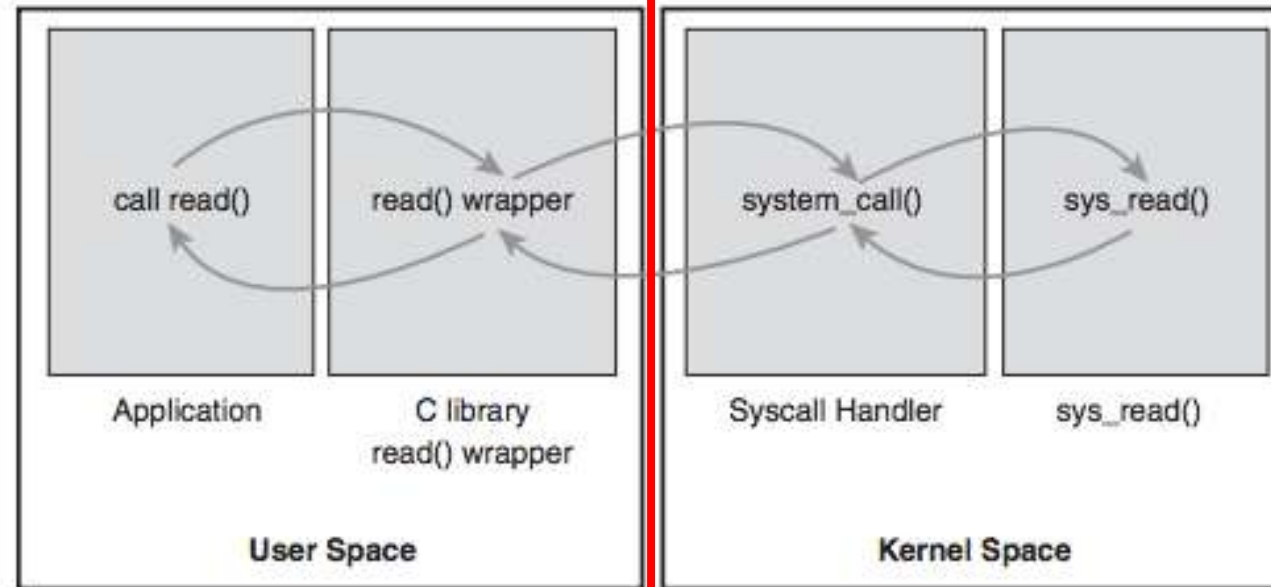 call read()
read() wrapper
system_call()
sys_read()
Application
C library
read() wrapper
Syscall Handler
sys_read()
User Space
Kernel Space